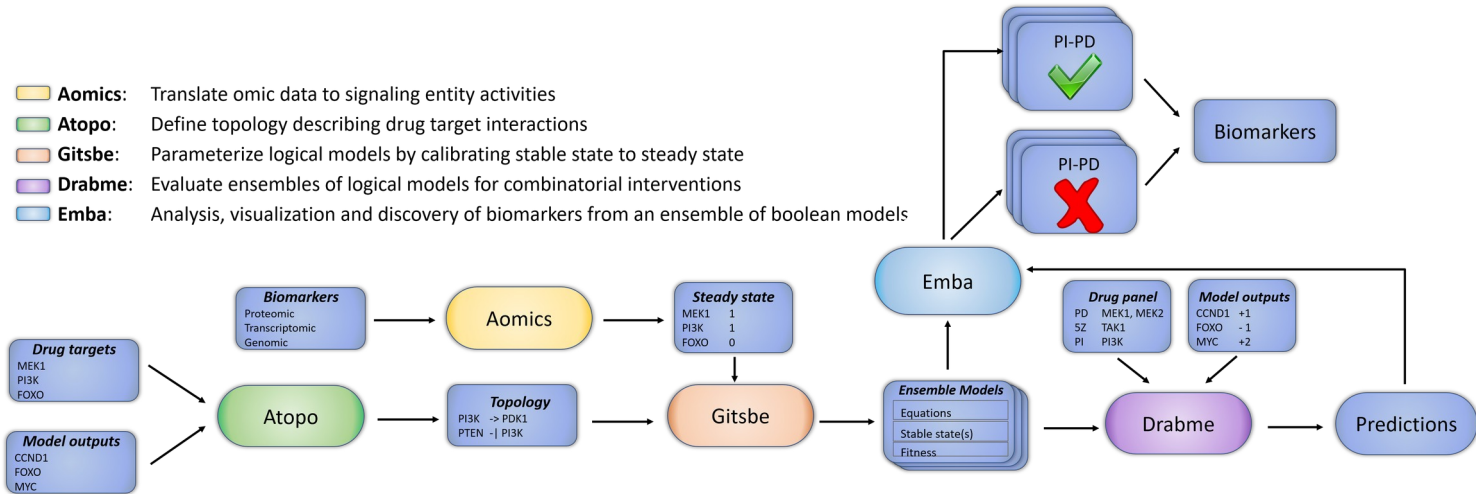 Aomics: Translate omic data to signaling entity activities
Atopo: Define topology describing drug target interactions
Gitsbe: Parameterize logical models by calibrating stable state to steady state
Drabme: Evaluate ensembles of logical models for combinatorial interventions
Emba: Analysis, visualization and discovery of biomarkers from an ensemble of boolean models
PI-PD
PI-PD
Biomarkers
Emba
Biomarkers
Proteomic
Transcriptomic
Genomic
Aomics
Steady state
MEK1 1
PI3K 1
FOXO 0
Drug panel
PD MEK1, MEK2
5Z TAK1
PI PI3K
Model outputs
CCND1 +1
FOXO - 1
MYC +2
Drug targets
MEK1
PI3K
FOXO
Model outputs
CCND1
FOXO
MYC
Atopo
Topology
PI3K -> PDK1
PTEN -| PI3K
Gitsbe
Ensemble Models
Equations
Stable state(s)
Fitness
Drabme
Predictions